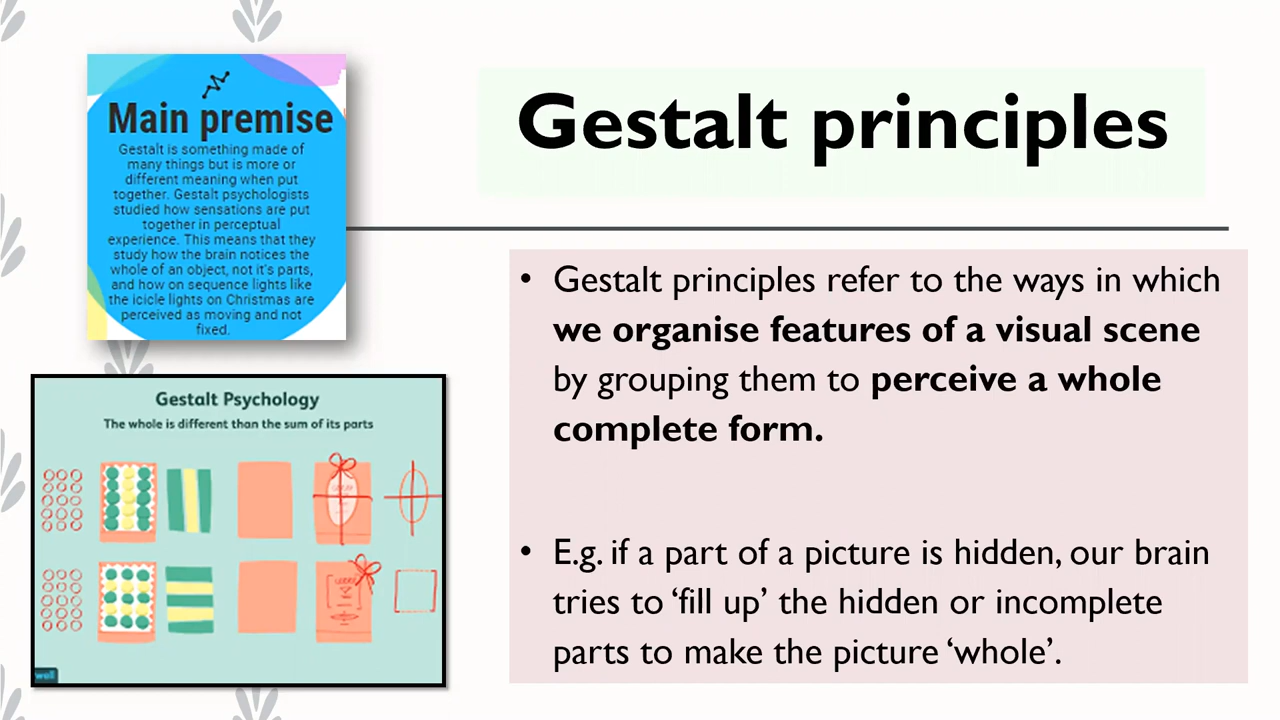 Main premise
Gestalt is something made of
many things but is more or
different meaning when put
together. Gestalt psychologists
studied how sensations are put
together in perceptual
experience. This means that they
study how the brain notices the
whole of an object, not it's parts,
and how on sequence lights like
the icicle lights on Christmas are
perceived as moving and not
fixed.
Gestalt Psychology
The whole is different than the sum of its parts
well
Gestalt principles
• Gestalt principles refer to the ways in which
we organise features of a visual scene
by grouping them to perceive a whole
complete form.
• E.g. if a part of a picture is hidden, our brain
tries to ‘fill up’ the hidden or incomplete
parts to make the picture ‘whole’.